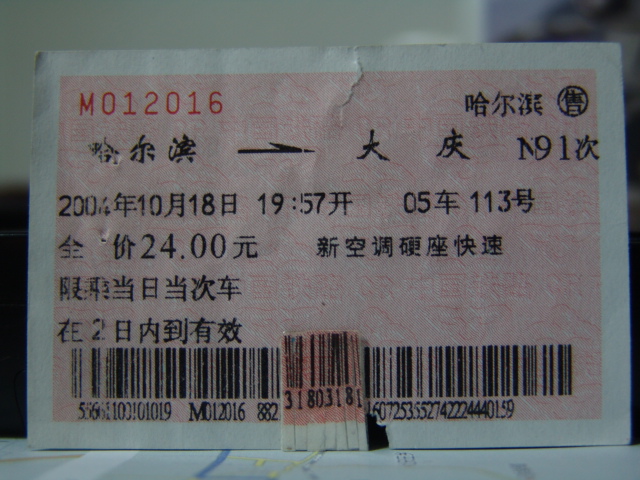 M012016
哈尔滨 售
哈尔滨 大庆 N91次
2004年10月18日 19:57开 05车 113号
全 价24.00元 新空调硬座快速
限乘当日当次车
在2日内到有效
31803181
M012016 882